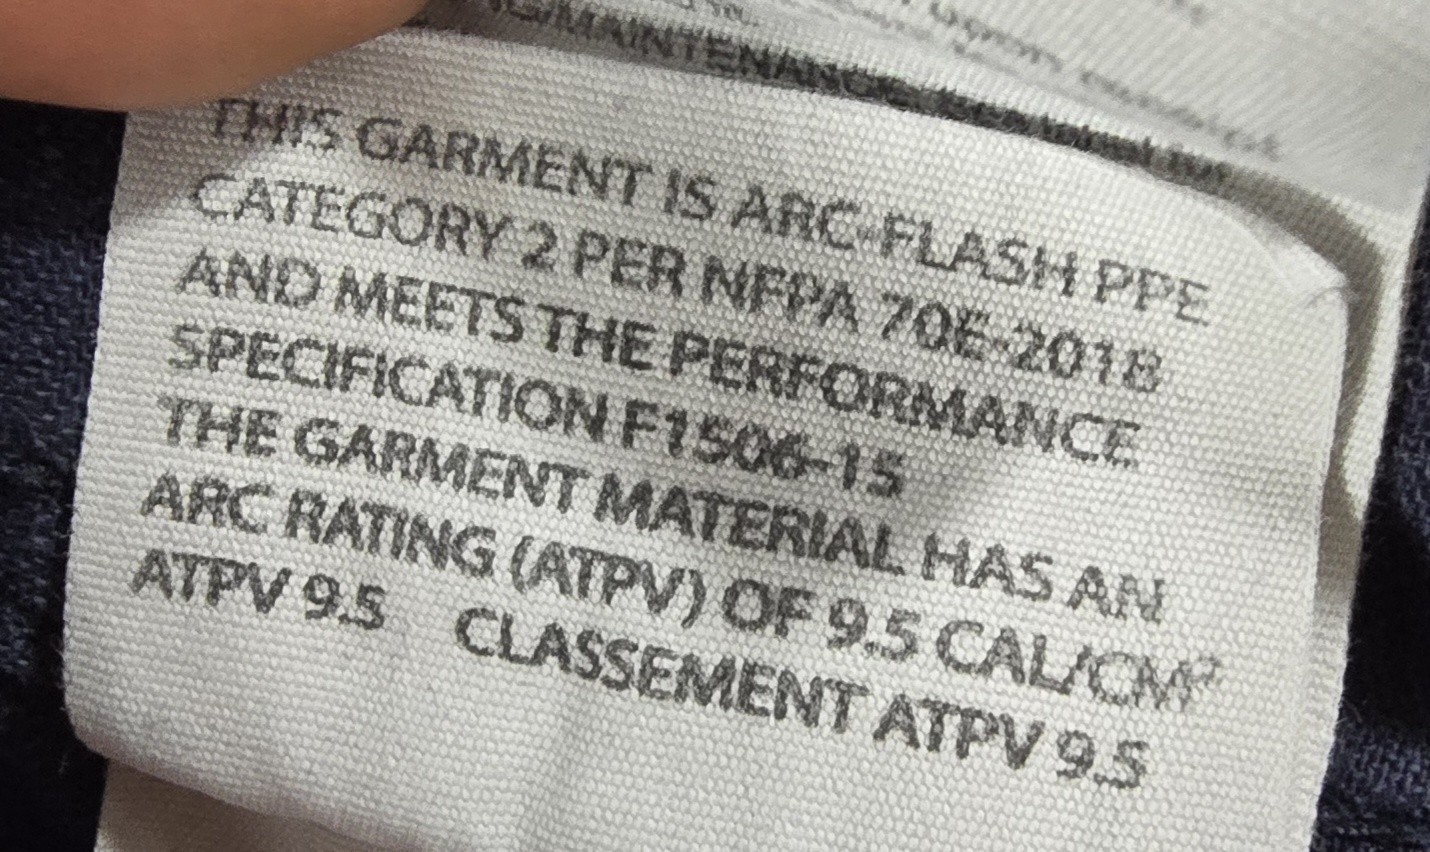 MAINTENANCE
THIS GARMENT IS ARC-FLASH PPE
CATEGORY 2 PER NFPA 70E-2018
AND MEETS THE PERFORMANCE
SPECIFICATION F1506-15
THE GARMENT MATERIAL HAS AN
ARC RATING (ATPV) OF 9.5 CAL/CM²
ATPV 9.5 CLASSEMENT ATPV 9.5